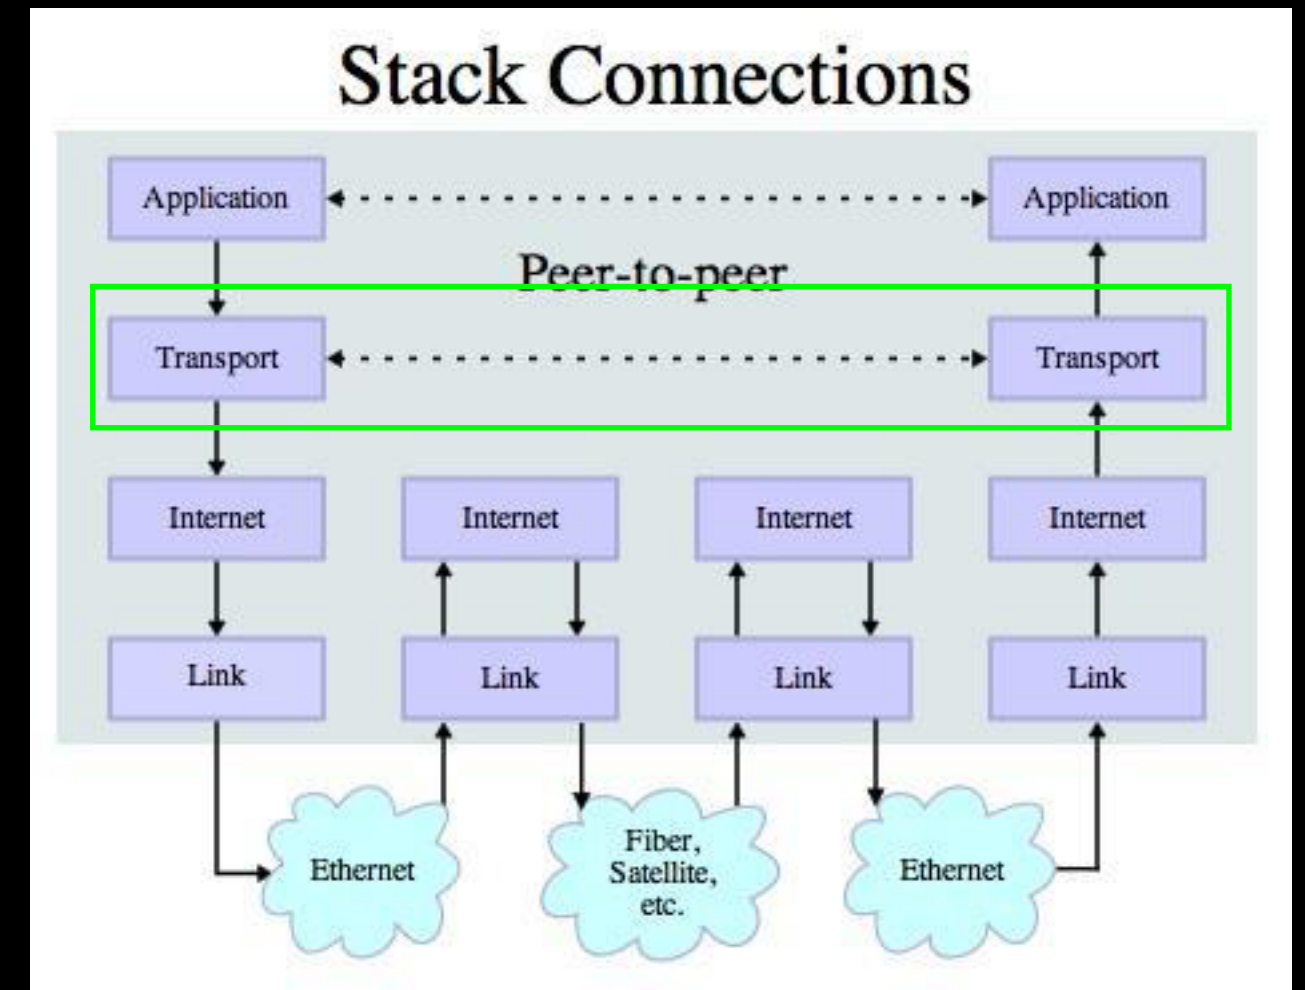 Stack Connections
Application
Application
Peer-to-peer
Transport
Transport
Internet
Internet
Internet
Internet
Link
Link
Link
Link
Ethernet
Fiber,
Satellite,
etc.
Ethernet